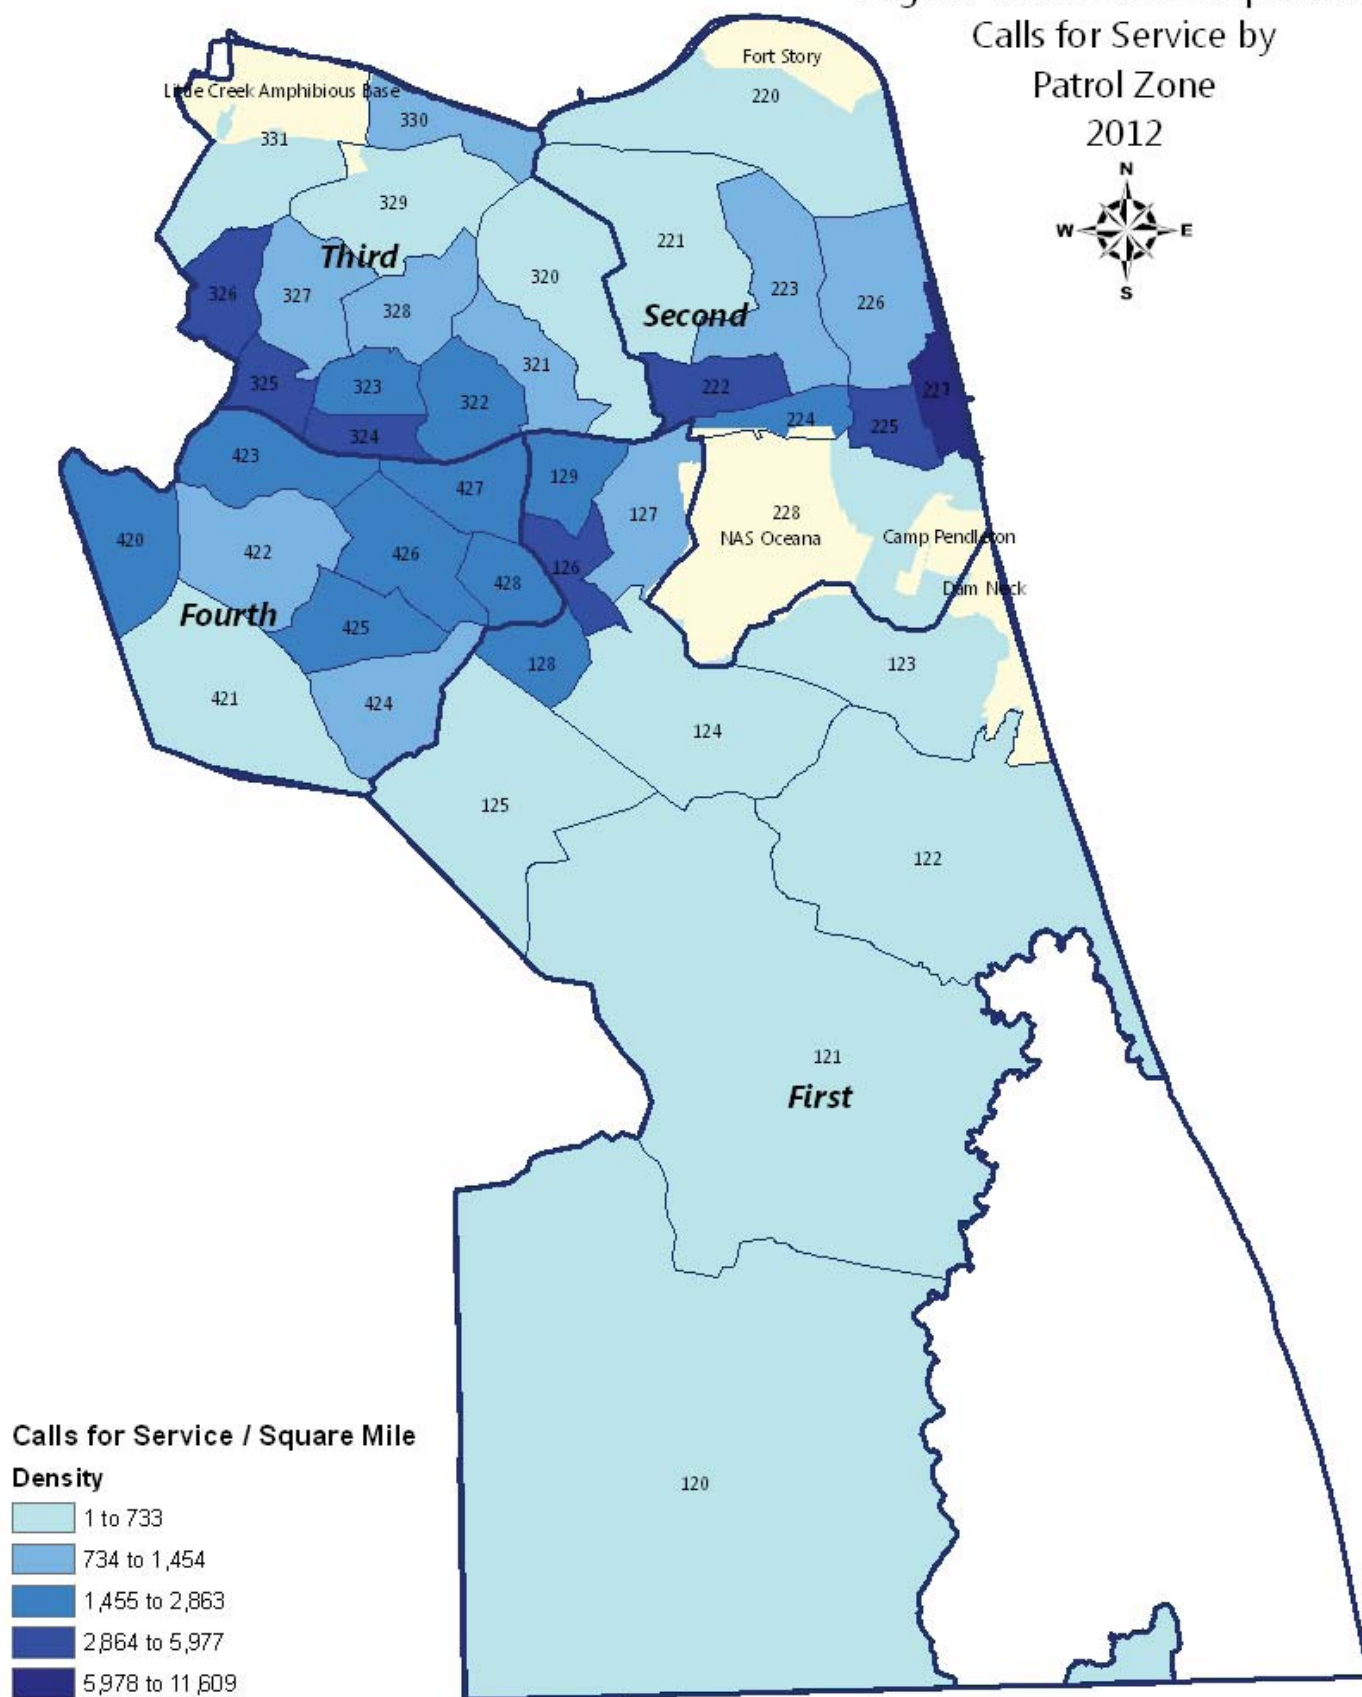 Calls for Service by
Patrol Zone
2012
N
W
E
S
Fort Story
220
Little Creek Amphibious Base
330
331
329
Third
221
320
326
327
328
223
226
Second
321
325
323
322
222
227
224
225
324
423
427
129
127
228
NAS Oceana
Camp Pendleton
Dam Neck
420
422
426
126
428
Fourth
425
128
123
421
424
124
125
122
121
First
120
Calls for Service / Square Mile
Density
1 to 733
734 to 1,454
1,455 to 2,863
2,864 to 5,977
5,978 to 11,609